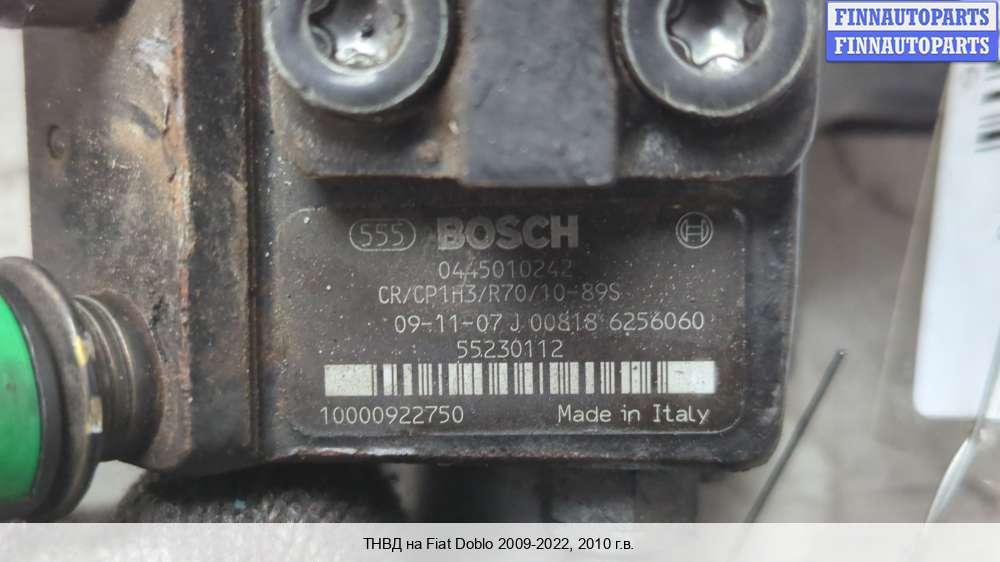 FINNAUTOPARTS
FINNAUTOPARTS
555 BOSCH
0445010242
CR/CP1H3/R70/10-89S
09-11-07 J 00818 6256060
55230112
10000922750 Made in Italy
ТНВД на Fiat Doblo 2009-2022, 2010 г.в.